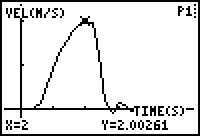 VEL(M/S) P1
TIME(S)
X=2 Y=2.00261